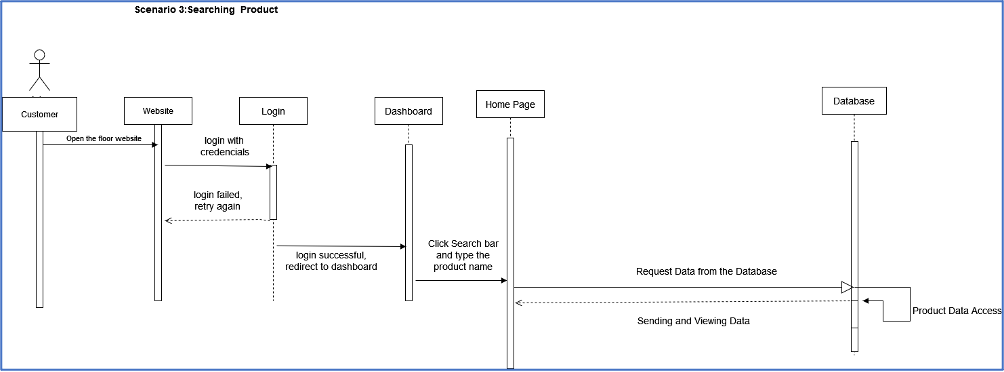 Scenario 3:Searching Product
Customer
Website
Login
Dashboard
Home Page
Database
Open the floor website
login with
credencials
login failed,
retry again
login successful,
redirect to dashboard
Click Search bar
and type the
product name
Request Data from the Database
Product Data Access
Sending and Viewing Data